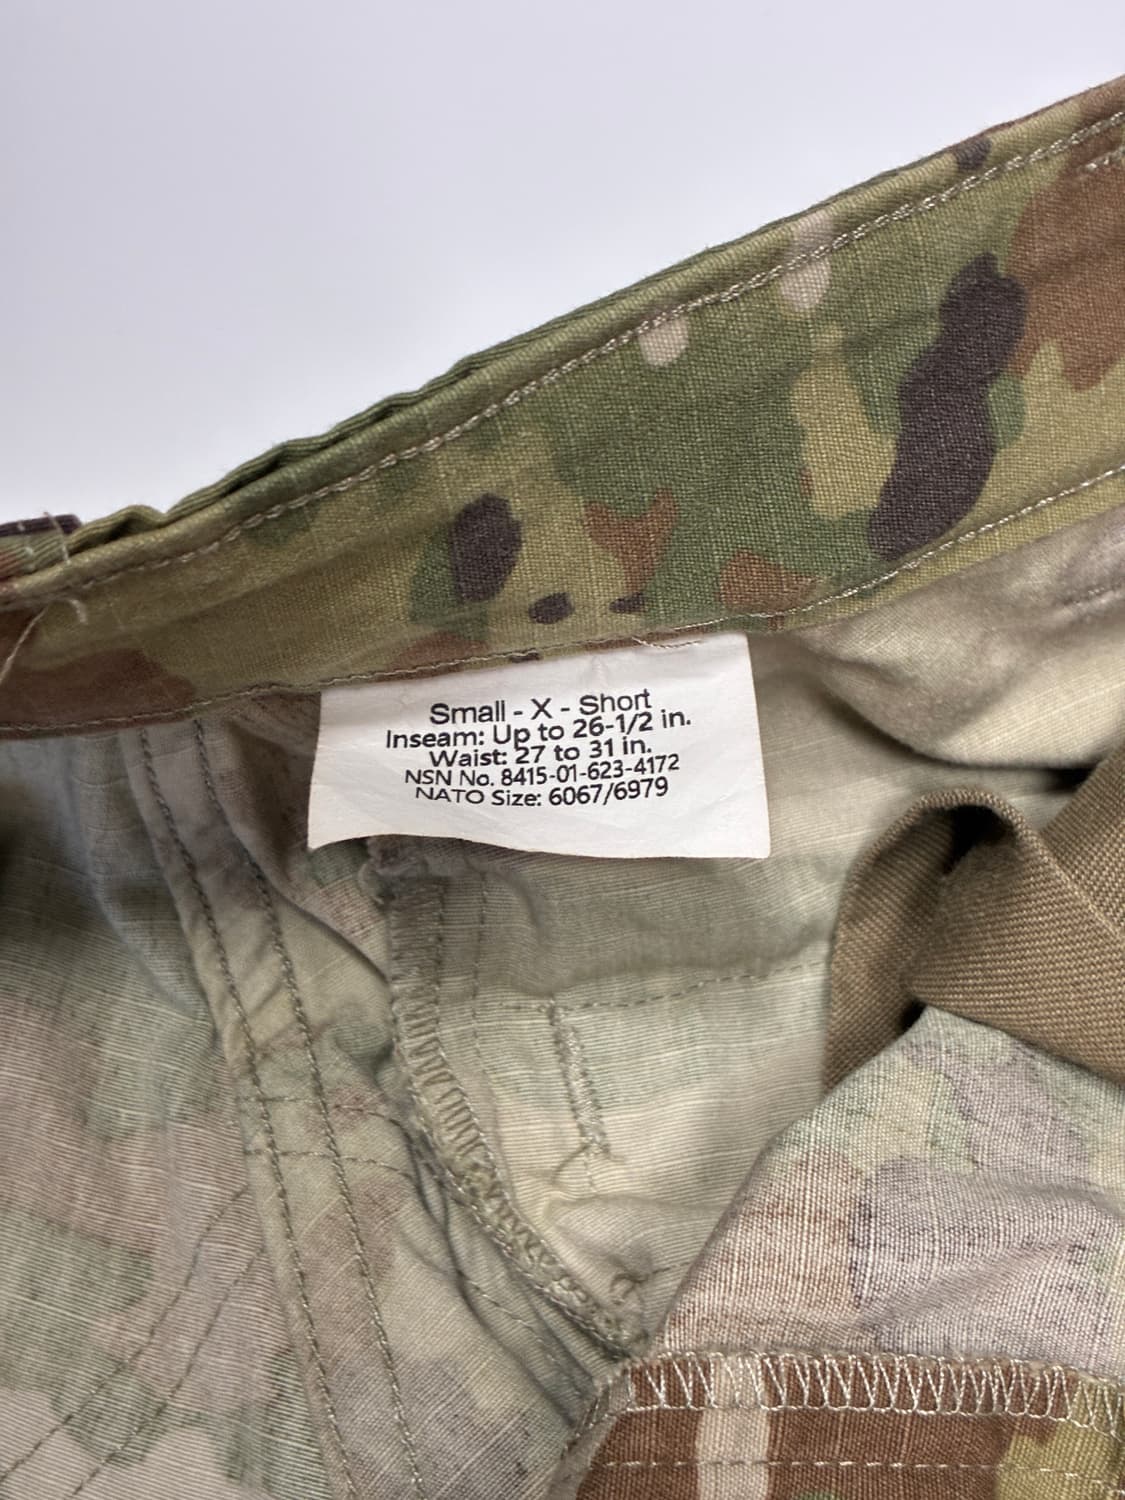 Small - X - Short
Inseam: Up to 26-1/2 in.
Waist: 27 to 31 in.
NSN No. 8415-01-623-4172
NATO Size: 6067/6979